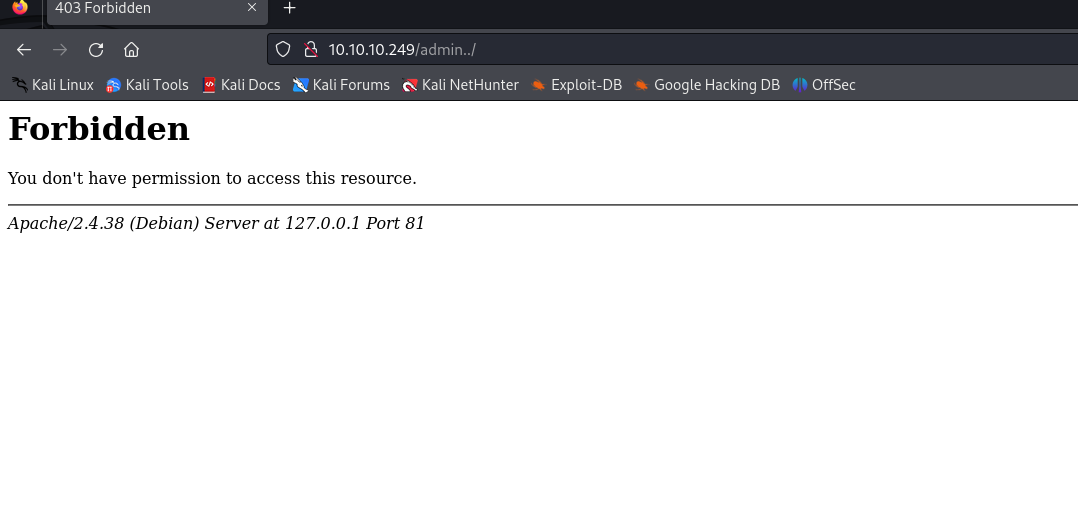 403 Forbidden
10.10.10.249/admin../
Kali Linux Kali Tools Kali Docs Kali Forums Kali NetHunter Exploit-DB Google Hacking DB OffSec
Forbidden
You don't have permission to access this resource.
Apache/2.4.38 (Debian) Server at 127.0.0.1 Port 81